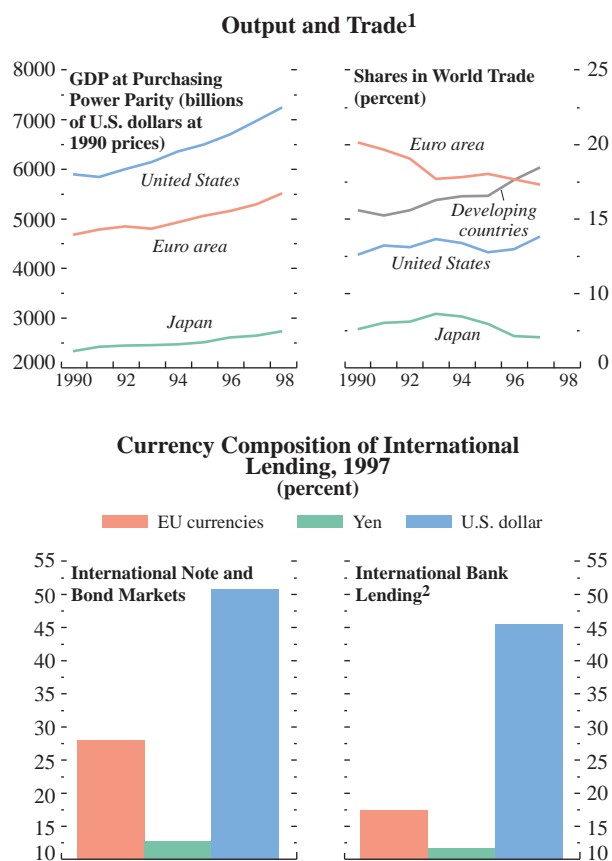 Output and Trade1
GDP at Purchasing
Power Parity (billions
of U.S. dollars at
1990 prices)
8000
7000
6000
5000
4000
3000
2000
United States
Euro area
Japan
1990 92 94 96 98
Shares in World Trade
(percent)
25
20
15
10
5
0
Euro area
Developing
countries
United States
Japan
1990 92 94 96 98
Currency Composition of International
Lending, 1997
(percent)
EU currencies Yen U.S. dollar
International Note and
Bond Markets
55
50
45
40
35
30
25
20
15
10
International Bank
Lending2
55
50
45
40
35
30
25
20
15
10